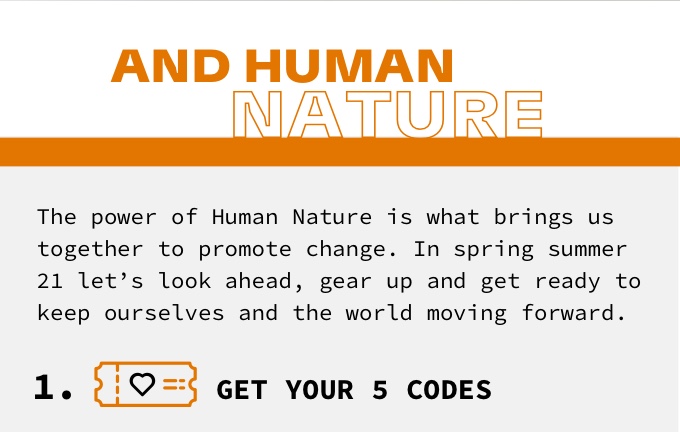 AND HUMAN
NATURE
The power of Human Nature is what brings us
together to promote change. In spring summer
21 let’s look ahead, gear up and get ready to
keep ourselves and the world moving forward.
1. GET YOUR 5 CODES